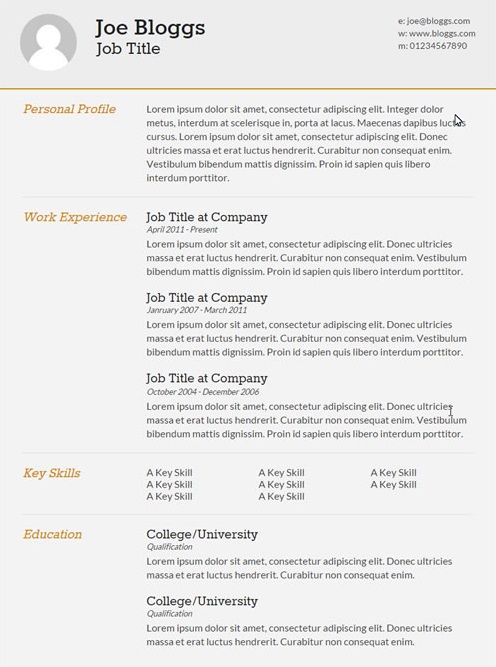 Joe Bloggs
Job Title
e: joe@bloggs.com
w: www.bloggs.com
m: 01234567890
Personal Profile
Lorem ipsum dolor sit amet, consectetur adipiscing elit. Integer dolor
metus, interdum at scelerisque in, porta at lacus. Maecenas dapibus luctus
cursus. Lorem ipsum dolor sit amet, consectetur adipiscing elit. Donec
ultricies massa et erat luctus hendrerit. Curabitur non consequat enim.
Vestibulum bibendum mattis dignissim. Proin id sapien quis libero
interdum porttitor.
Work Experience
Job Title at Company
April 2011 - Present
Lorem ipsum dolor sit amet, consectetur adipiscing elit. Donec ultricies
massa et erat luctus hendrerit. Curabitur non consequat enim. Vestibulum
bibendum mattis dignissim. Proin id sapien quis libero interdum porttitor.
Job Title at Company
Janruary 2007 - March 2011
Lorem ipsum dolor sit amet, consectetur adipiscing elit. Donec ultricies
massa et erat luctus hendrerit. Curabitur non consequat enim. Vestibulum
bibendum mattis dignissim. Proin id sapien quis libero interdum porttitor.
Job Title at Company
October 2004 - December 2006
Lorem ipsum dolor sit amet, consectetur adipiscing elit. Donec ultricies
massa et erat luctus hendrerit. Curabitur non consequat enim. Vestibulum
bibendum mattis dignissim. Proin id sapien quis libero interdum porttitor.
Key Skills
A Key Skill A Key Skill A Key Skill
A Key Skill A Key Skill A Key Skill
A Key Skill A Key Skill
Education
College/University
Qualification
Lorem ipsum dolor sit amet, consectetur adipiscing elit. Donec ultricies
massa et erat luctus hendrerit. Curabitur non consequat enim.
College/University
Qualification
Lorem ipsum dolor sit amet, consectetur adipiscing elit. Donec ultricies
massa et erat luctus hendrerit. Curabitur non consequat enim.